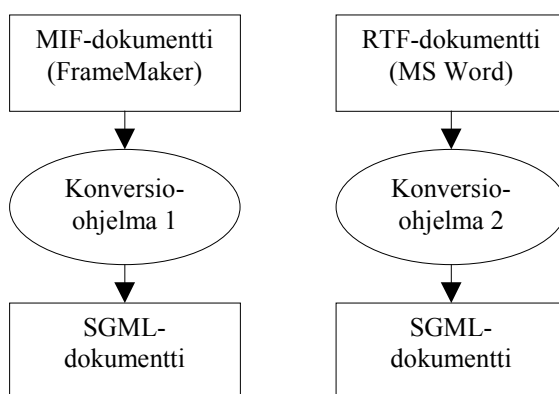 MIF-dokumentti
(FrameMaker)
Konversio-
ohjelma 1
SGML-
dokumentti
RTF-dokumentti
(MS Word)
Konversio-
ohjelma 2
SGML-
dokumentti